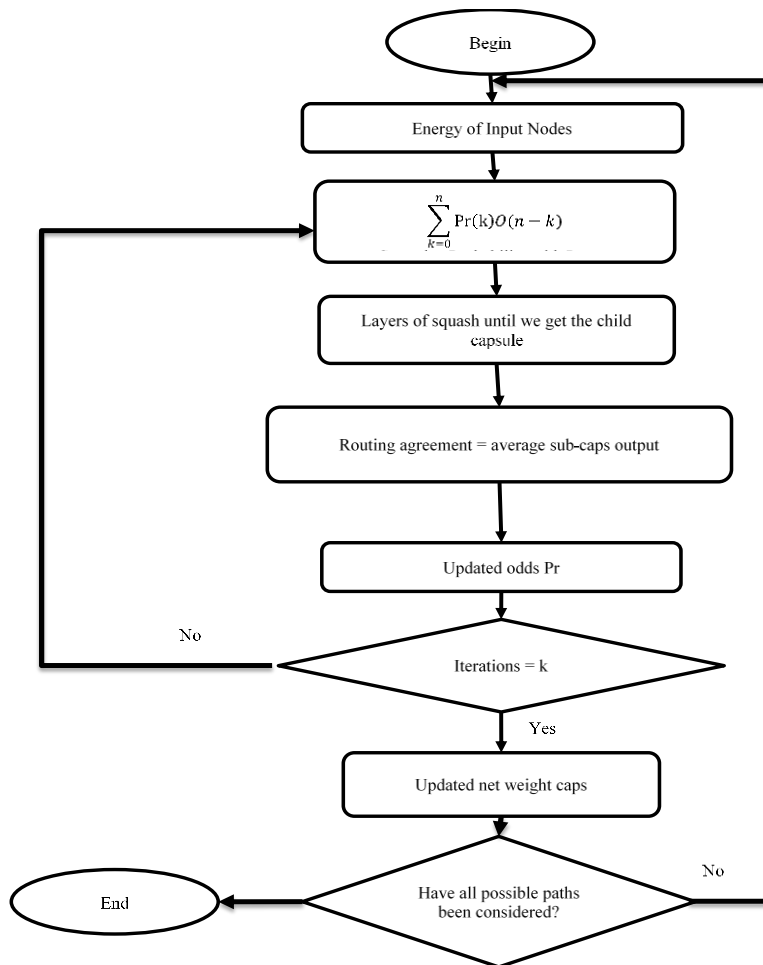 Begin
Energy of Input Nodes
n
∑ Pr(k)O(n − k)
k=0
Layers of squash until we get the child
capsule
Routing agreement = average sub-caps output
Updated odds Pr
No
Iterations = k
Yes
Updated net weight caps
No
Have all possible paths
been considered?
End